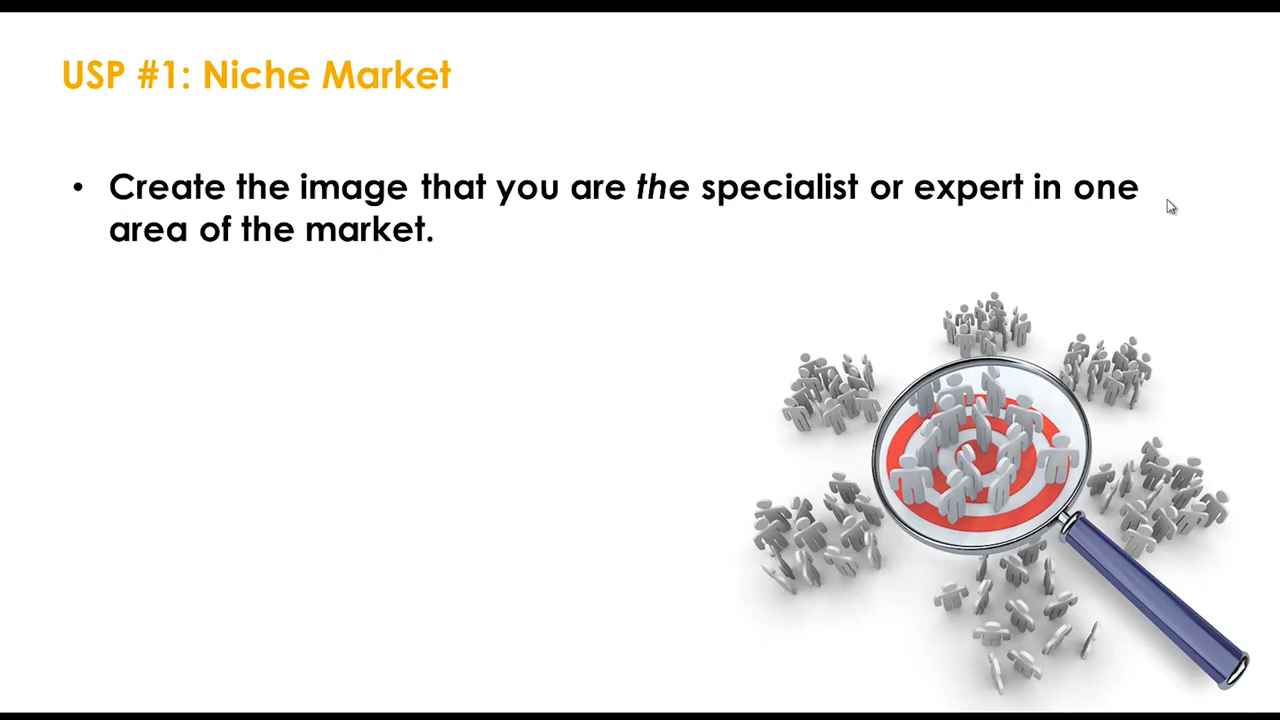 USP #1: Niche Market
• Create the image that you are the specialist or expert in one
area of the market.